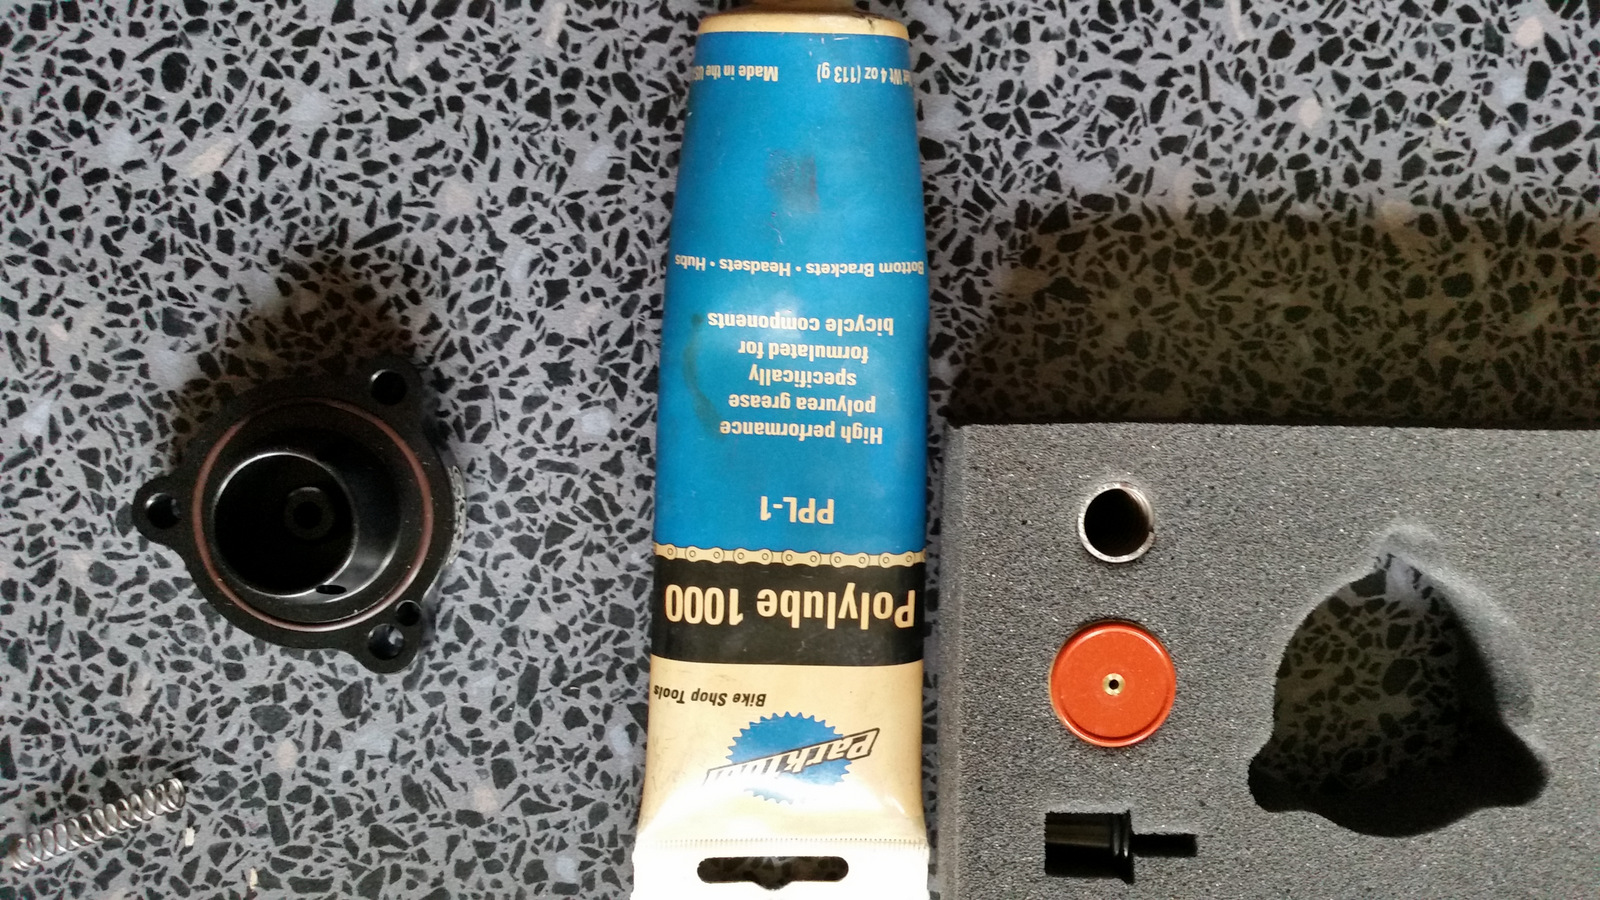 ParkTool
Bike Shop Tools
Polylube 1000
PPL-1
High performance
polyurea grease
specifically
formulated for
bicycle components
Bottom Brackets • Headsets • Hubs
Net Wt 4 oz (113 g) Made in the USA